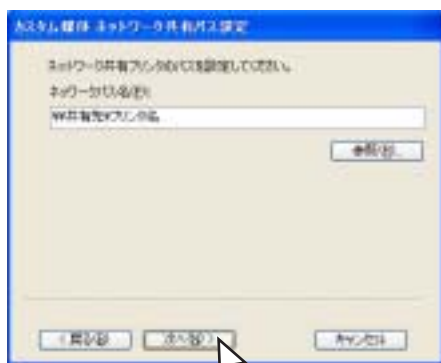 カスタム媒体 ネットワーク共有パス設定
ネットワーク共有プリンタのパスを設定してください。
ネットワークパス名(P):
¥¥共有先¥プリンタ名
参照(R)...
< 戻る(B)
次へ(N) >
キャンセル